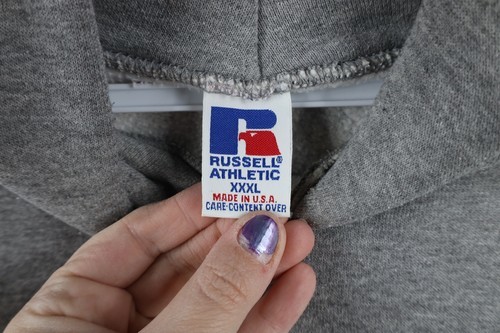 R
RUSSELL®
ATHLETIC
XXXL
MADE IN U.S.A.
CARE-CONTENT OVER